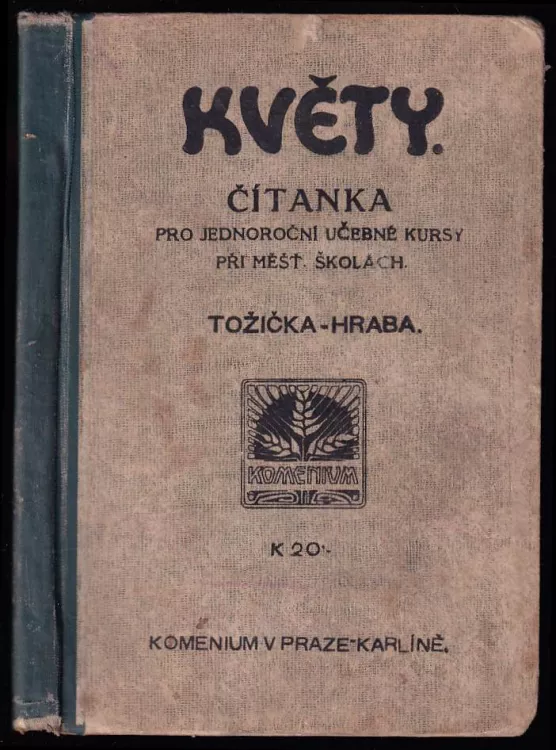 KVĚTY.
ČÍTANKA
PRO JEDNOROČNÍ UČEBNÉ KURSY
PŘI MĚŠŤ. ŠKOLÁCH.
TOŽIČKA-HRABA.
KOMENIUM
K 20·-
KOMENIUM V PRAZE-KARLÍNĚ.